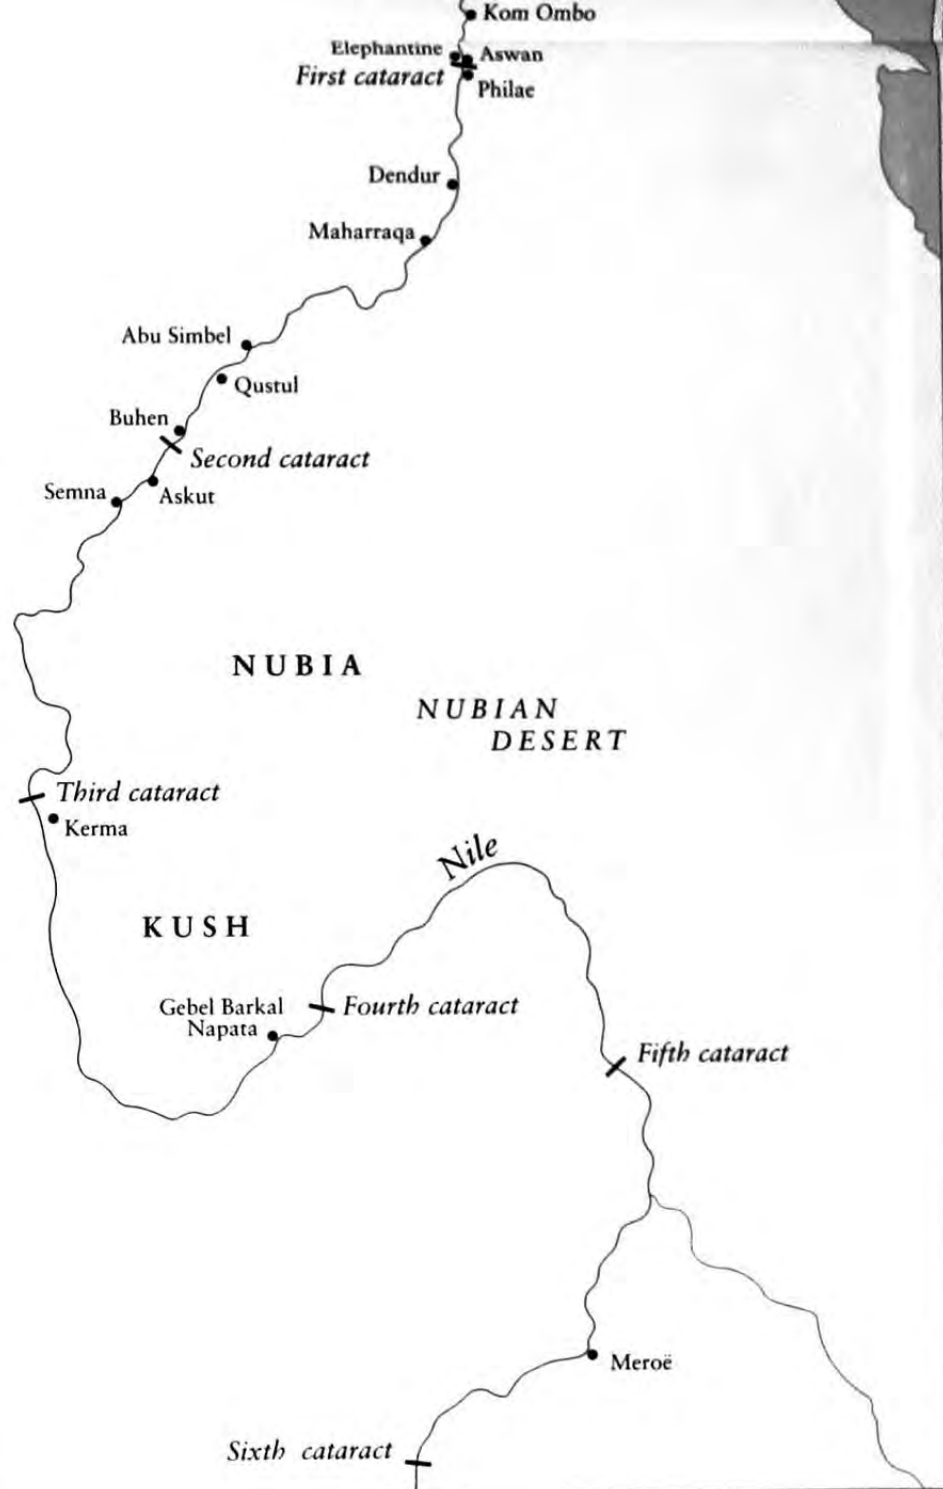 Kom Ombo
Elephantine
Aswan
First cataract
Philae
Dendur
Maharraqa
Abu Simbel
Qustul
Buhen
Second cataract
Semna
Askut
NUBIA
NUBIAN
DESERT
Third cataract
Kerma
Nile
KUSH
Gebel Barkal
Napata
Fourth cataract
Fifth cataract
Meroë
Sixth cataract